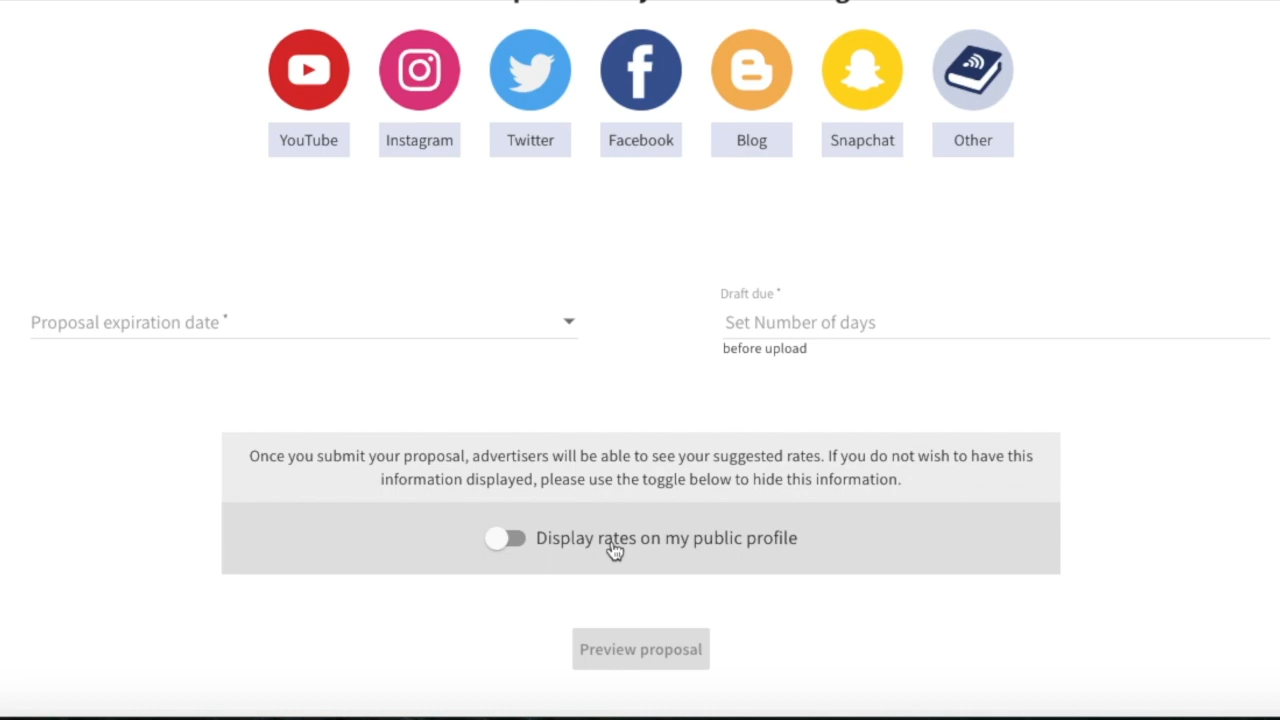 YouTube
Instagram
Twitter
Facebook
Blog
Snapchat
Other
Proposal expiration date *
Draft due *
Set Number of days
before upload
Once you submit your proposal, advertisers will be able to see your suggested rates. If you do not wish to have this
information displayed, please use the toggle below to hide this information.
Display rates on my public profile
Preview proposal